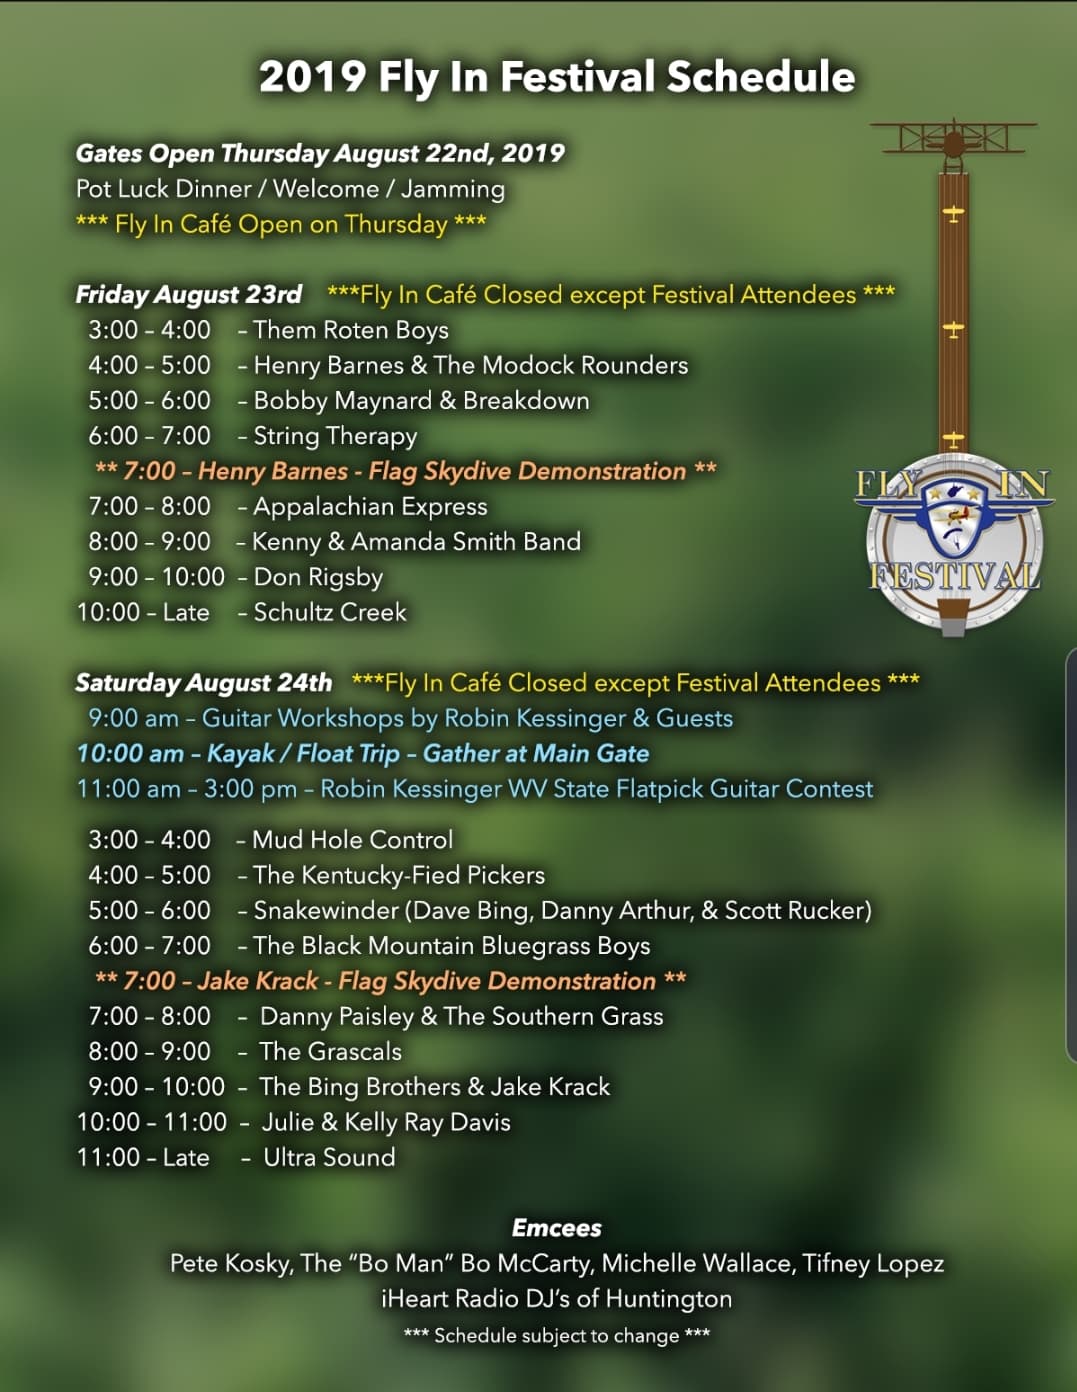 2019 Fly In Festival Schedule
Gates Open Thursday August 22nd, 2019
Pot Luck Dinner / Welcome / Jamming
*** Fly In Café Open on Thursday ***
Friday August 23rd ***Fly In Café Closed except Festival Attendees ***
3:00 – 4:00 – Them Roten Boys
4:00 – 5:00 – Henry Barnes & The Modock Rounders
5:00 – 6:00 – Bobby Maynard & Breakdown
6:00 – 7:00 – String Therapy
** 7:00 – Henry Barnes - Flag Skydive Demonstration **
7:00 – 8:00 – Appalachian Express
8:00 – 9:00 – Kenny & Amanda Smith Band
9:00 – 10:00 – Don Rigsby
10:00 – Late – Schultz Creek
FLY IN
FESTIVAL
Saturday August 24th ***Fly In Café Closed except Festival Attendees ***
9:00 am – Guitar Workshops by Robin Kessinger & Guests
10:00 am – Kayak / Float Trip – Gather at Main Gate
11:00 am – 3:00 pm – Robin Kessinger WV State Flatpick Guitar Contest
3:00 – 4:00 – Mud Hole Control
4:00 – 5:00 – The Kentucky-Fied Pickers
5:00 – 6:00 – Snakewinder (Dave Bing, Danny Arthur, & Scott Rucker)
6:00 – 7:00 – The Black Mountain Bluegrass Boys
** 7:00 – Jake Krack - Flag Skydive Demonstration **
7:00 – 8:00 – Danny Paisley & The Southern Grass
8:00 – 9:00 – The Grascals
9:00 – 10:00 – The Bing Brothers & Jake Krack
10:00 – 11:00 – Julie & Kelly Ray Davis
11:00 – Late – Ultra Sound
Emcees
Pete Kosky, The “Bo Man” Bo McCarty, Michelle Wallace, Tifney Lopez
iHeart Radio DJ’s of Huntington
*** Schedule subject to change ***